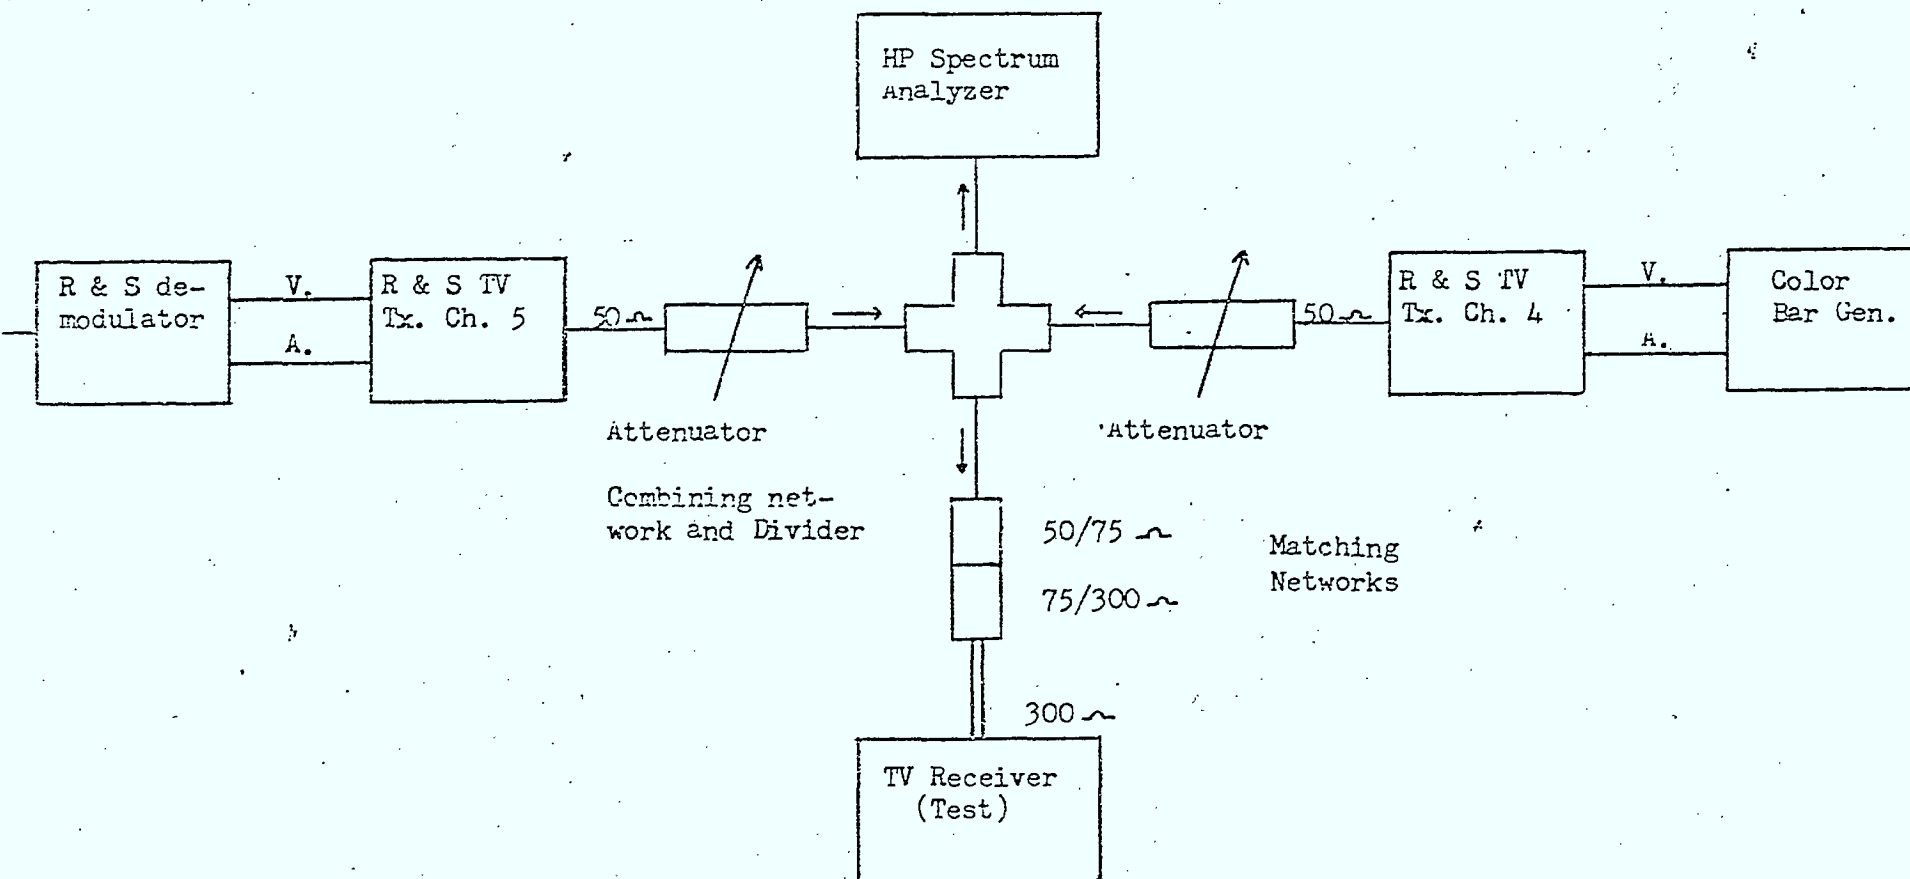 HP Spectrum
Analyzer
R & S de-
modulator
V.
A.
R & S TV
Tx. Ch. 5
50 Ω
Attenuator
Combining net-
work and Divider
50 Ω
Attenuator
R & S TV
Tx. Ch. 4
V.
A.
Color
Bar Gen.
50/75 Ω
75/300 Ω
Matching
Networks
300 Ω
TV Receiver
(Test)